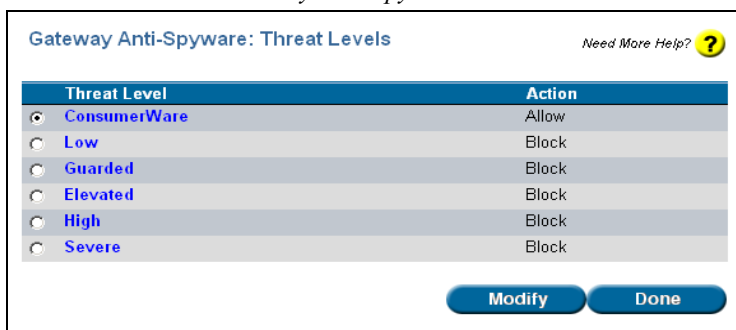 Gateway Anti-Spyware: Threat Levels
Need More Help? ?
Threat Level Action
ConsumerWare Allow
Low Block
Guarded Block
Elevated Block
High Block
Severe Block
Modify Done